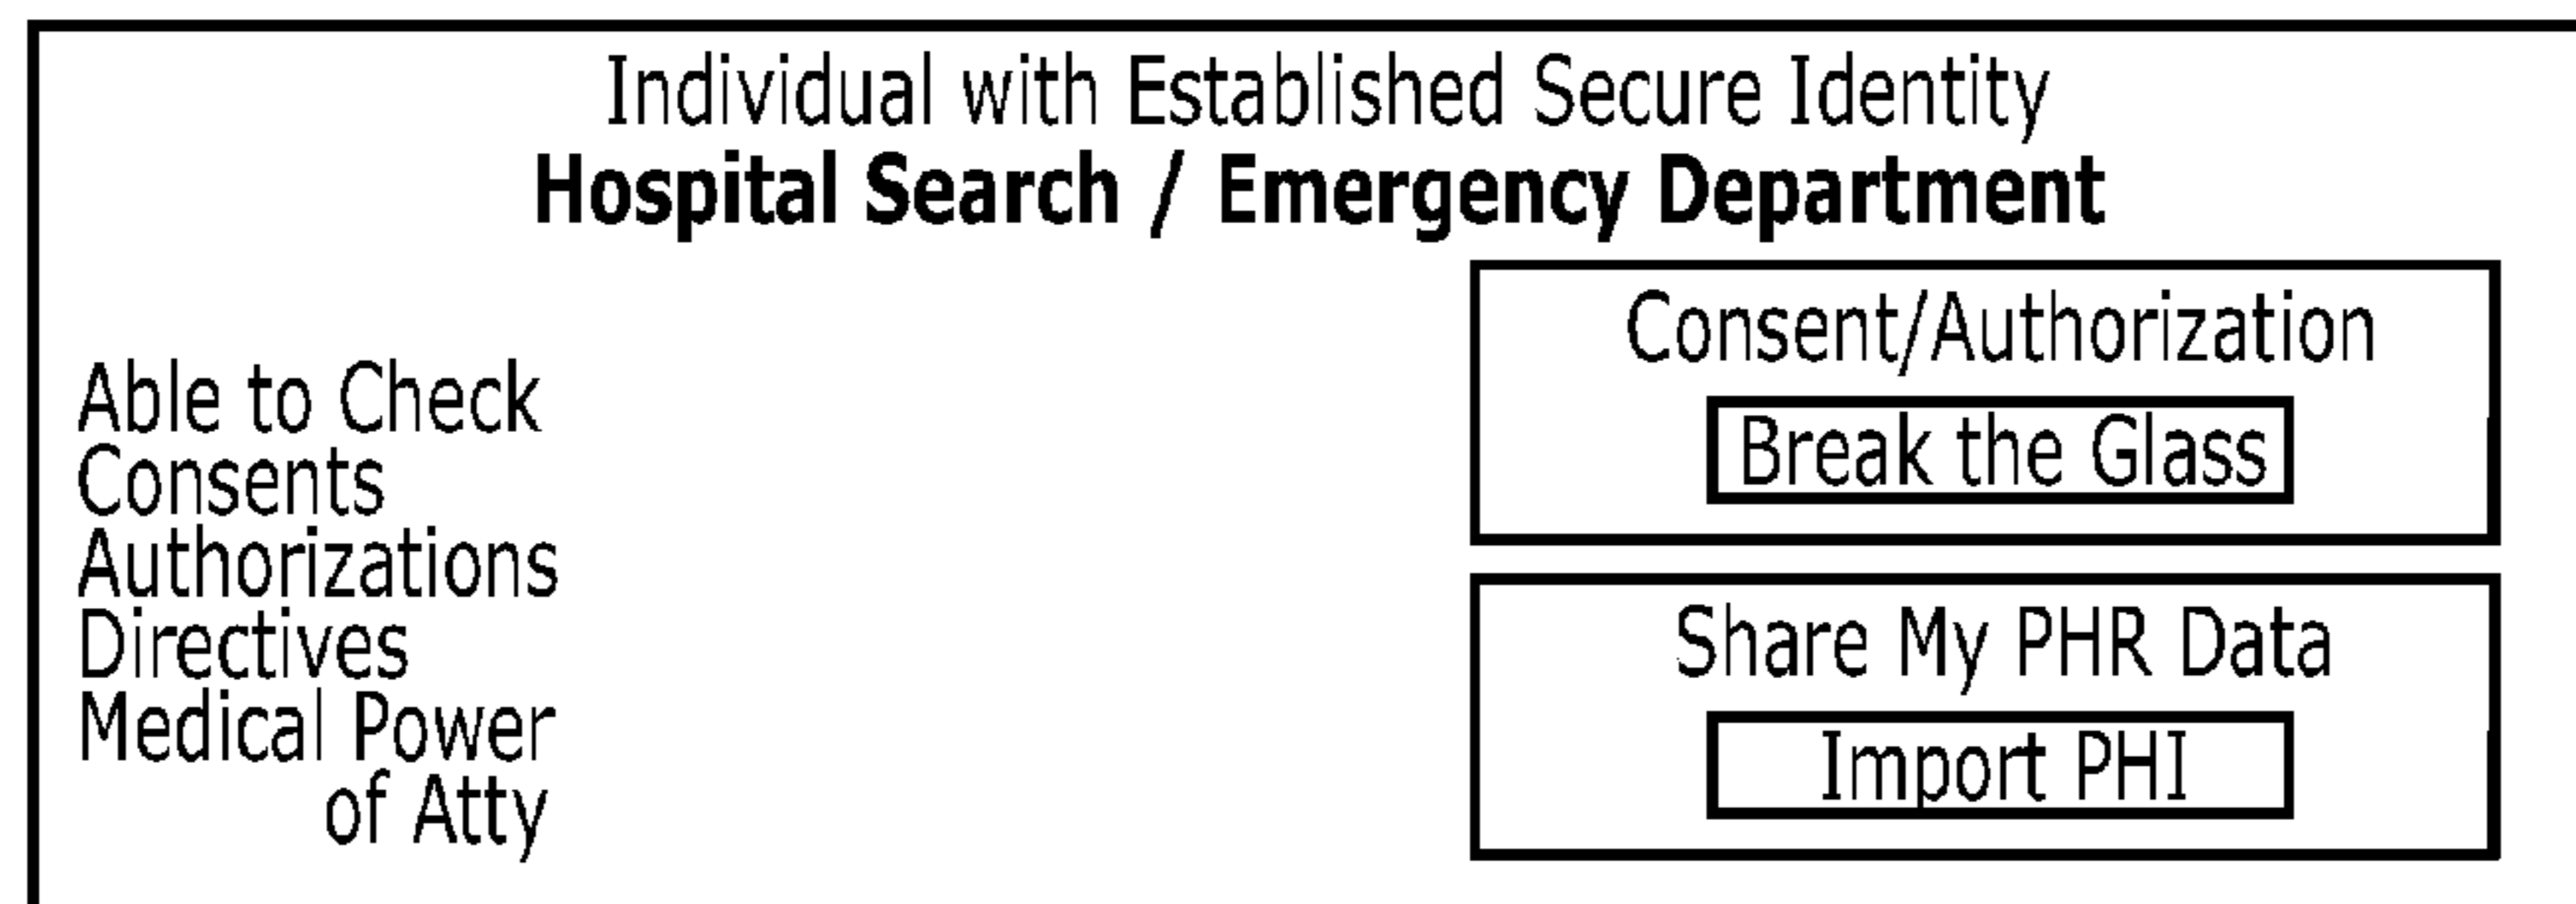 Individual with Established Secure Identity
Hospital Search / Emergency Department
Able to Check
Consents
Authorizations
Directives
Medical Power
of Atty
Consent/Authorization
Break the Glass
Share My PHR Data
Import PHI